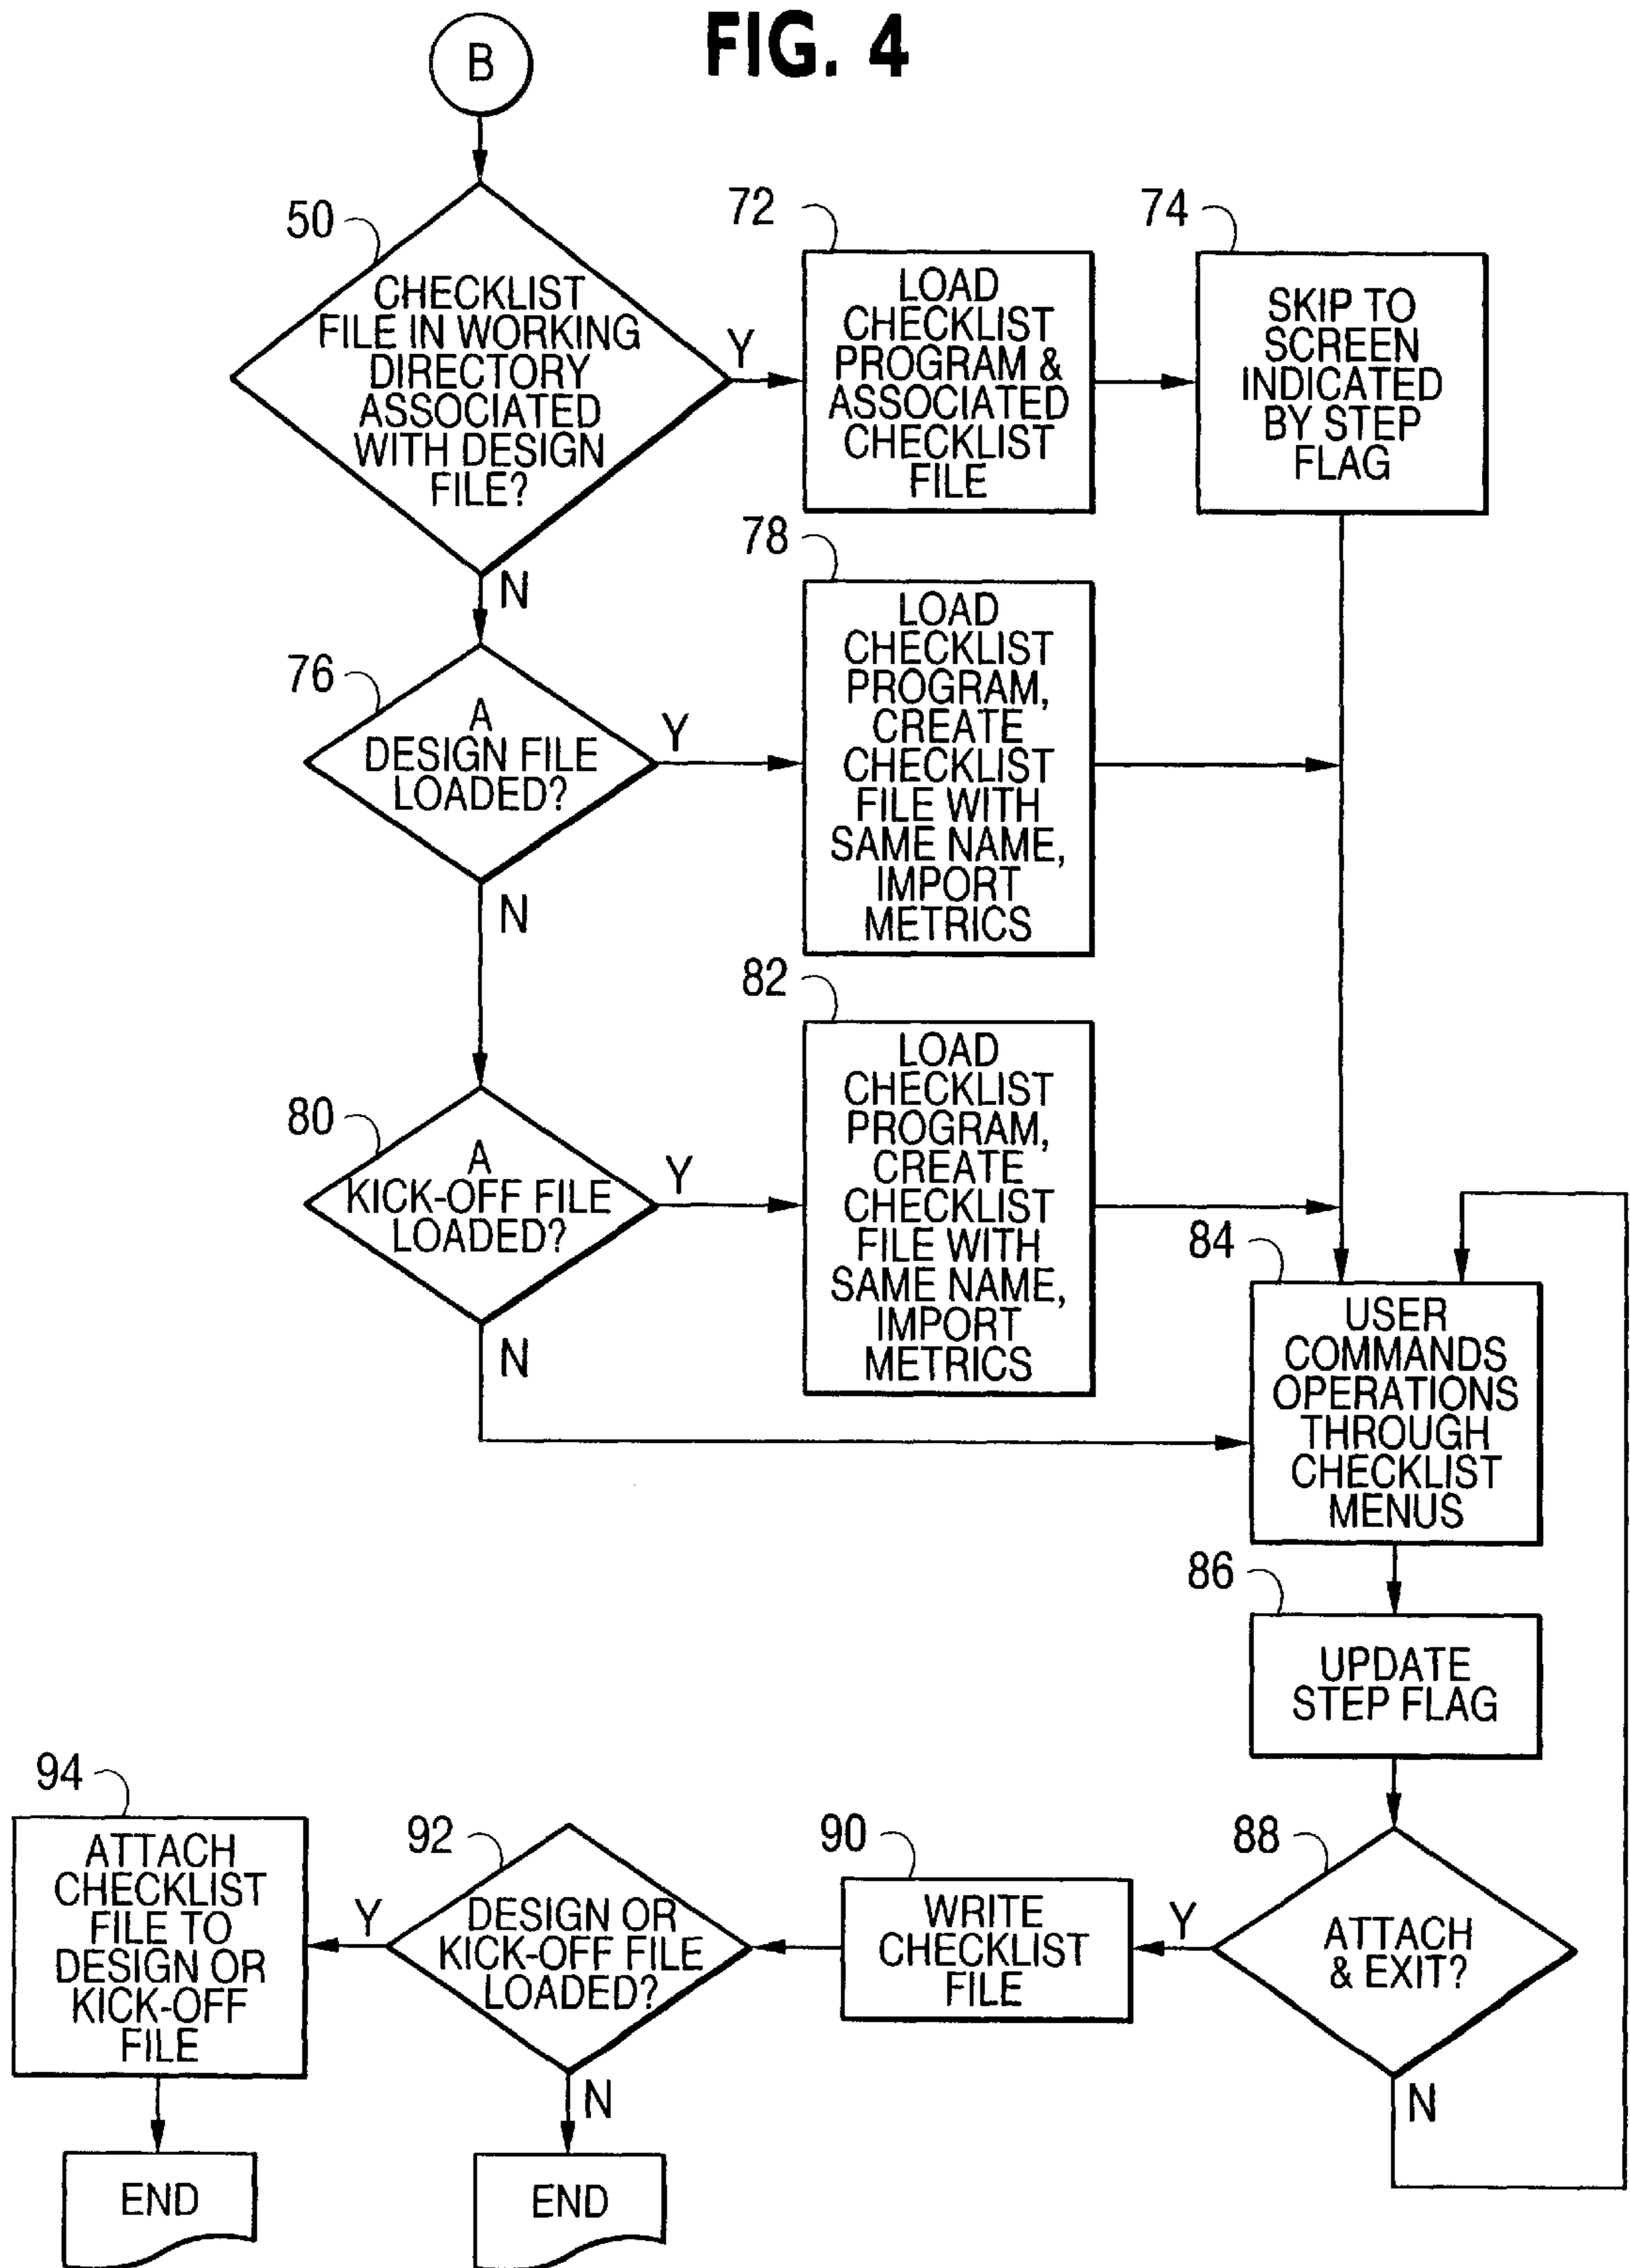 FIG. 4
B
50
CHECKLIST
FILE IN WORKING
DIRECTORY
ASSOCIATED
WITH DESIGN
FILE?
Y
N
72
LOAD
CHECKLIST
PROGRAM &
ASSOCIATED
CHECKLIST
FILE
74
SKIP TO
SCREEN
INDICATED
BY STEP
FLAG
76
A
DESIGN FILE
LOADED?
Y
N
78
LOAD
CHECKLIST
PROGRAM,
CREATE
CHECKLIST
FILE WITH
SAME NAME,
IMPORT
METRICS
80
A
KICK-OFF FILE
LOADED?
Y
N
82
LOAD
CHECKLIST
PROGRAM,
CREATE
CHECKLIST
FILE WITH
SAME NAME,
IMPORT
METRICS
84
USER
COMMANDS
OPERATIONS
THROUGH
CHECKLIST
MENUS
86
UPDATE
STEP FLAG
88
ATTACH
& EXIT?
Y
N
90
WRITE
CHECKLIST
FILE
92
DESIGN OR
KICK-OFF FILE
LOADED?
Y
N
94
ATTACH
CHECKLIST
FILE TO
DESIGN OR
KICK-OFF
FILE
END
END